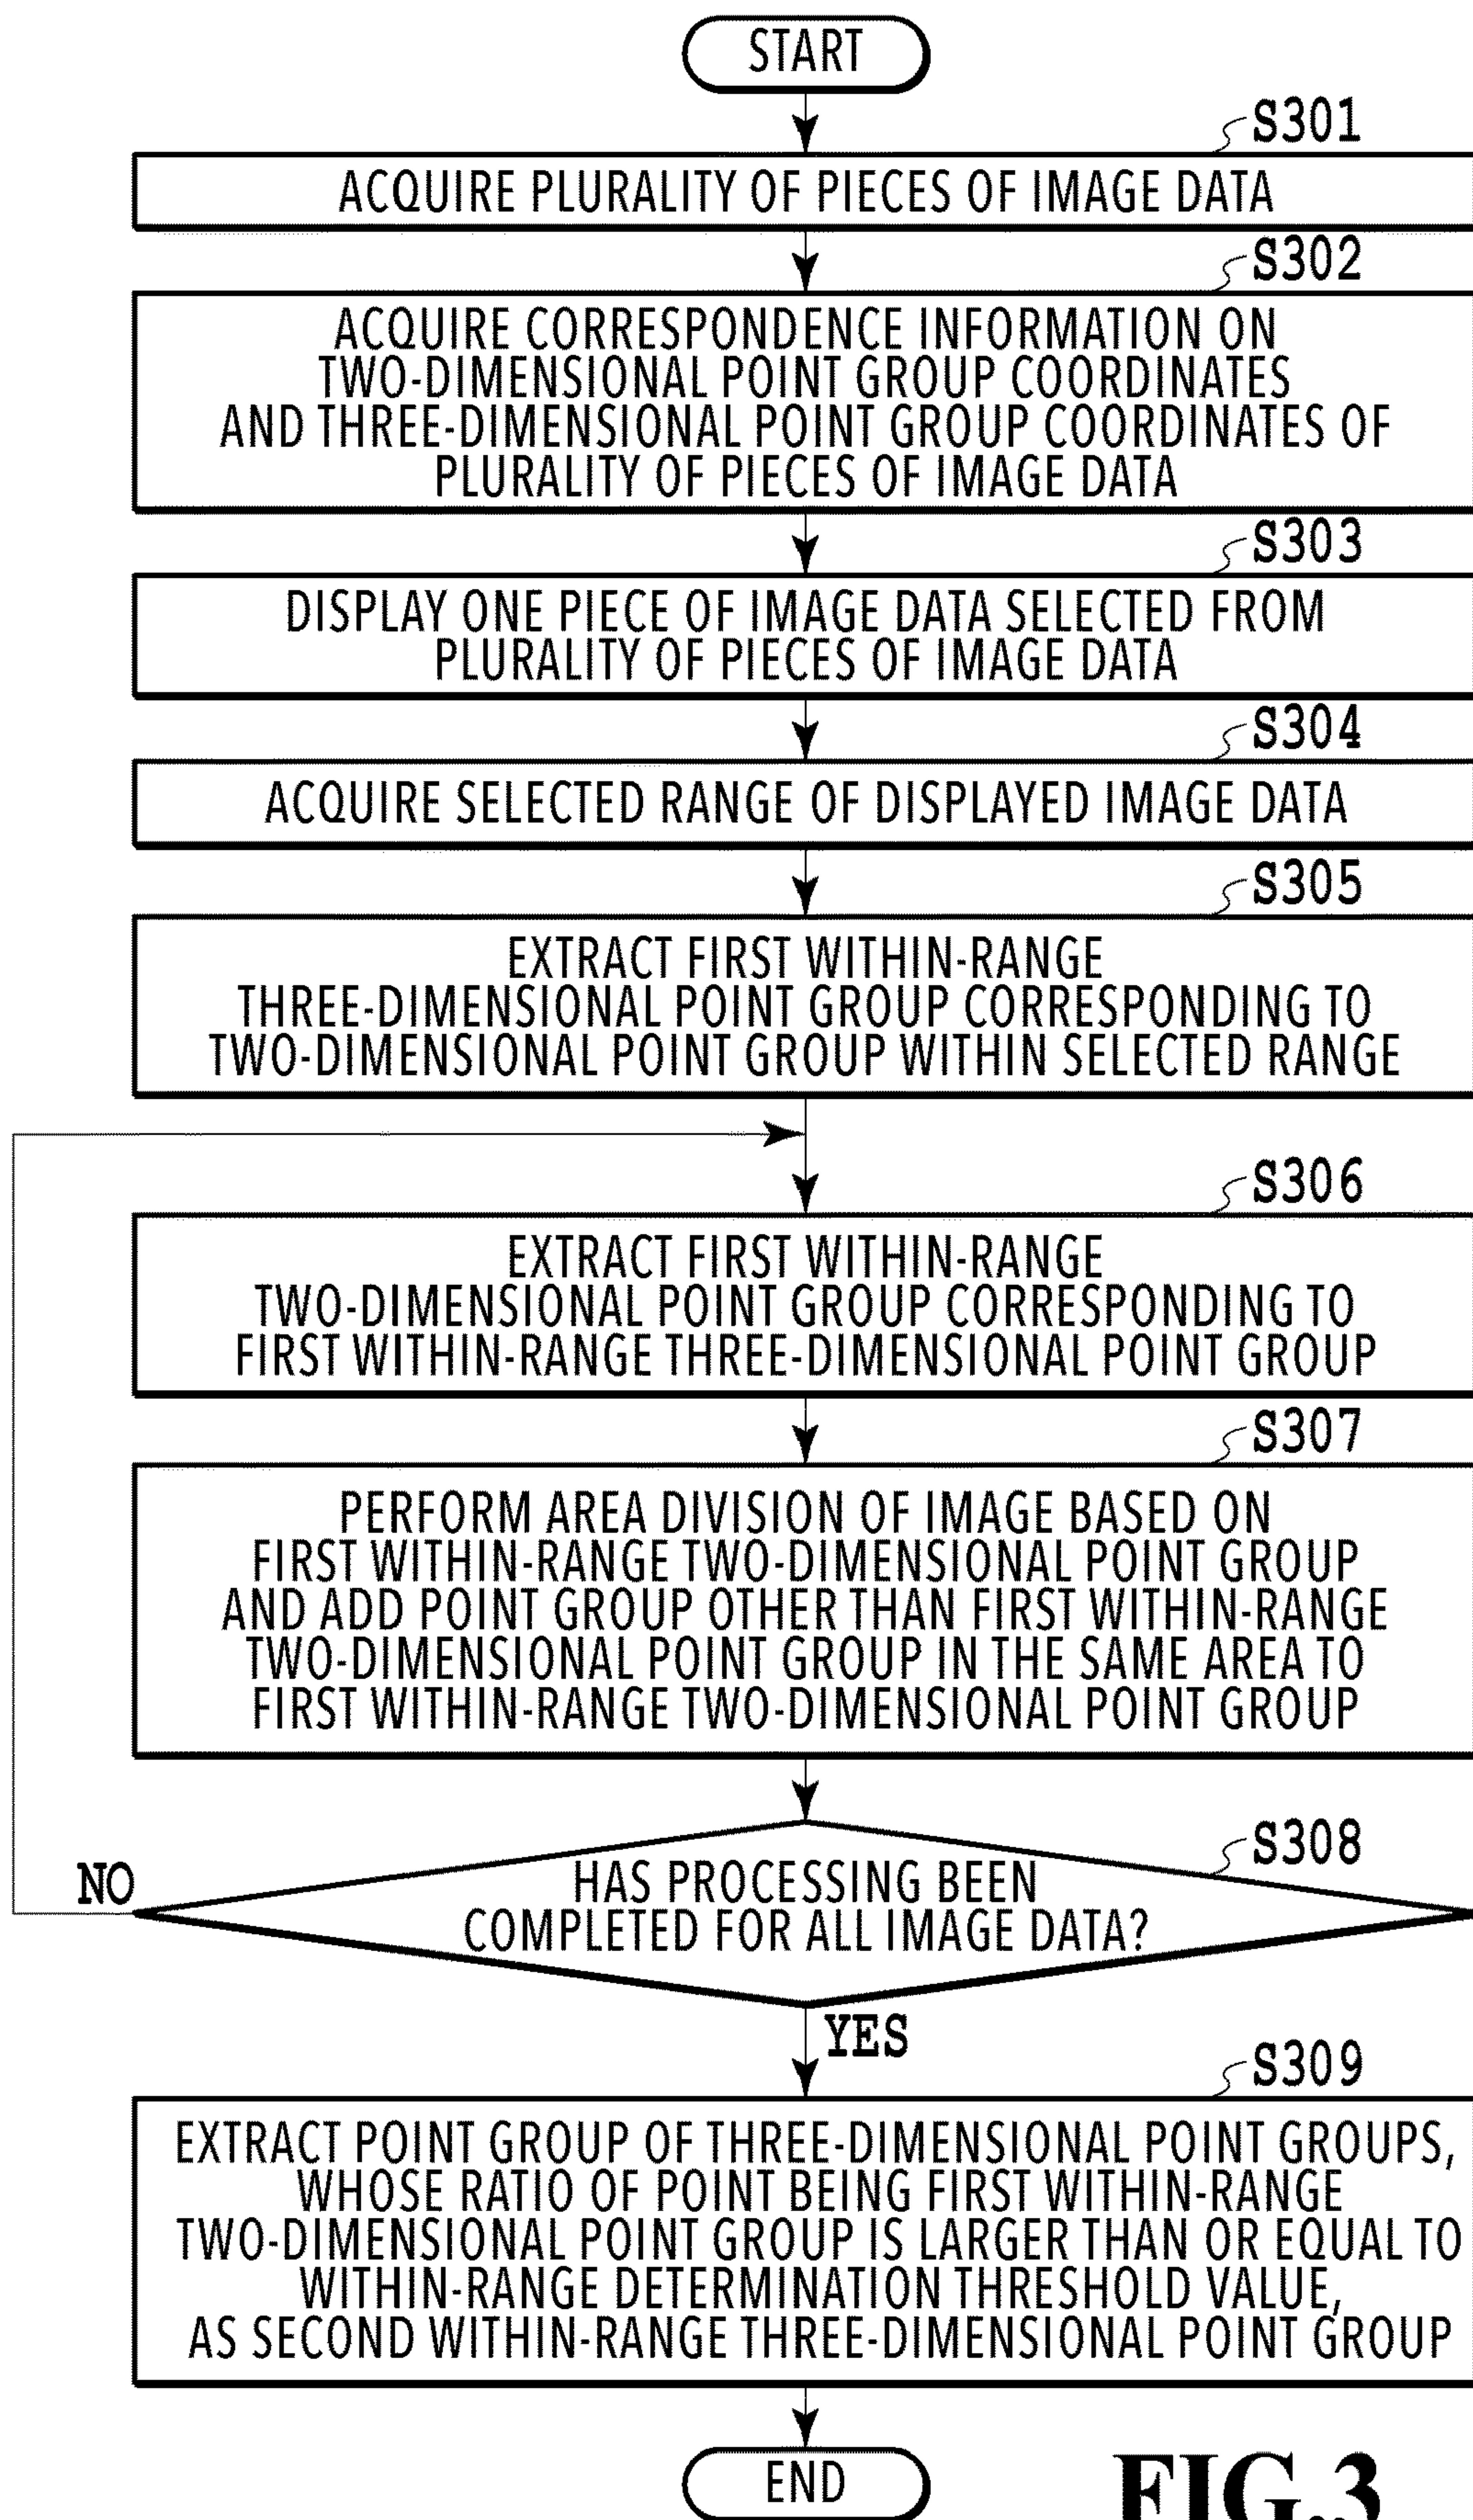 START
S301
ACQUIRE PLURALITY OF PIECES OF IMAGE DATA
S302
ACQUIRE CORRESPONDENCE INFORMATION ON
TWO-DIMENSIONAL POINT GROUP COORDINATES
AND THREE-DIMENSIONAL POINT GROUP COORDINATES OF
PLURALITY OF PIECES OF IMAGE DATA
S303
DISPLAY ONE PIECE OF IMAGE DATA SELECTED FROM
PLURALITY OF PIECES OF IMAGE DATA
S304
ACQUIRE SELECTED RANGE OF DISPLAYED IMAGE DATA
S305
EXTRACT FIRST WITHIN-RANGE
THREE-DIMENSIONAL POINT GROUP CORRESPONDING TO
TWO-DIMENSIONAL POINT GROUP WITHIN SELECTED RANGE
S306
EXTRACT FIRST WITHIN-RANGE
TWO-DIMENSIONAL POINT GROUP CORRESPONDING TO
FIRST WITHIN-RANGE THREE-DIMENSIONAL POINT GROUP
S307
PERFORM AREA DIVISION OF IMAGE BASED ON
FIRST WITHIN-RANGE TWO-DIMENSIONAL POINT GROUP
AND ADD POINT GROUP OTHER THAN FIRST WITHIN-RANGE
TWO-DIMENSIONAL POINT GROUP IN THE SAME AREA TO
FIRST WITHIN-RANGE TWO-DIMENSIONAL POINT GROUP
S308
NO
HAS PROCESSING BEEN
COMPLETED FOR ALL IMAGE DATA?
YES
S309
EXTRACT POINT GROUP OF THREE-DIMENSIONAL POINT GROUPS,
WHOSE RATIO OF POINT BEING FIRST WITHIN-RANGE
TWO-DIMENSIONAL POINT GROUP IS LARGER THAN OR EQUAL TO
WITHIN-RANGE DETERMINATION THRESHOLD VALUE,
AS SECOND WITHIN-RANGE THREE-DIMENSIONAL POINT GROUP
END
FIG.3